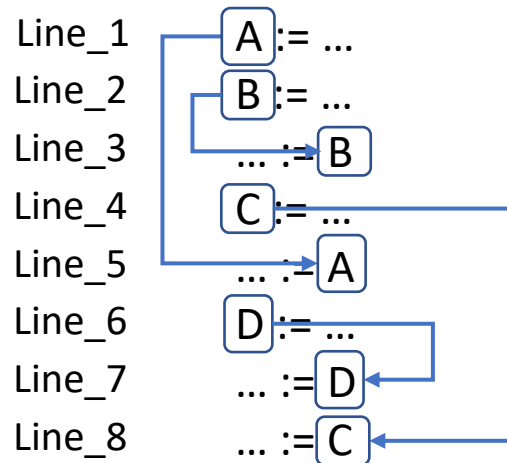 Line_1 A := ...
Line_2 B := ...
Line_3 ... := B
Line_4 C := ...
Line_5 ... := A
Line_6 D := ...
Line_7 ... := D
Line_8 ... := C